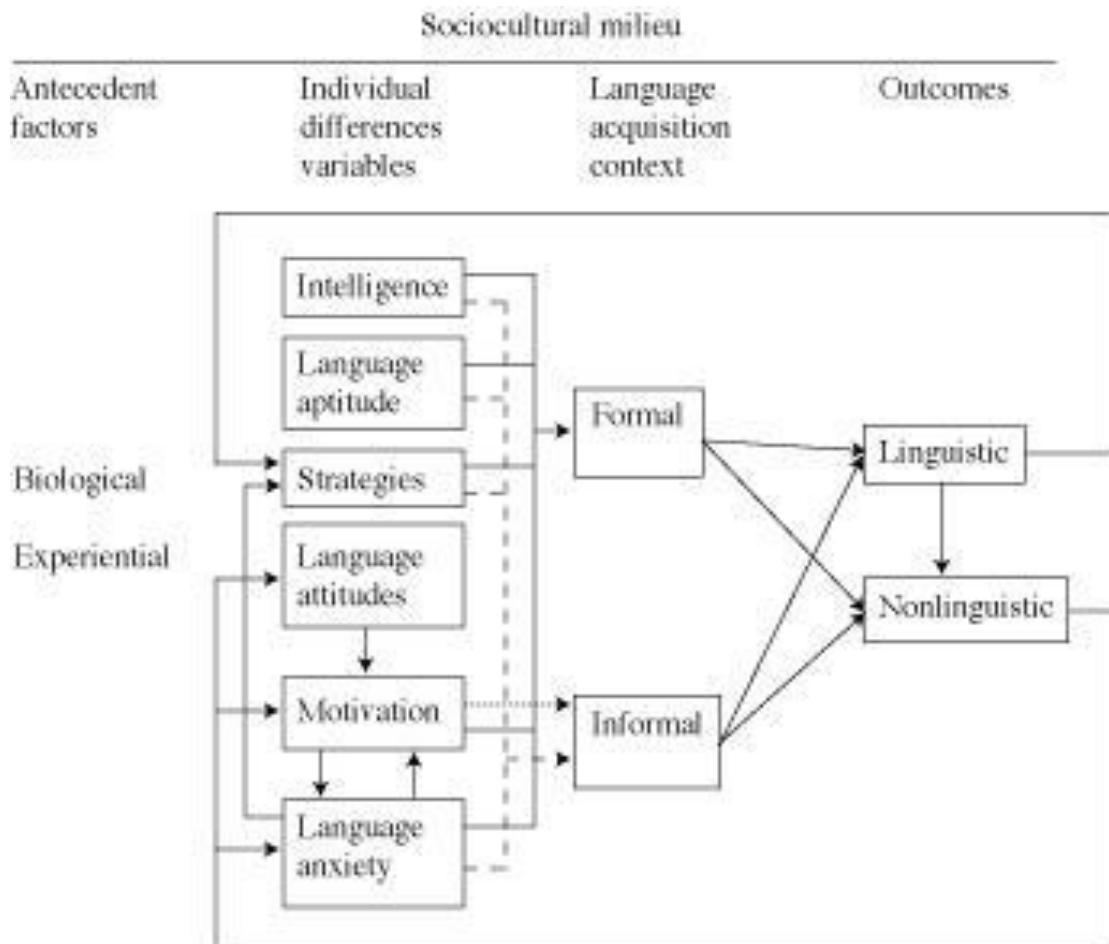 Sociocultural milieu
Antecedent
factors
Individual
differences
variables
Language
acquisition
context
Outcomes
Biological
Experiential
Intelligence
Language
aptitude
Strategies
Language
attitudes
Motivation
Language
anxiety
Formal
Informal
Linguistic
Nonlinguistic